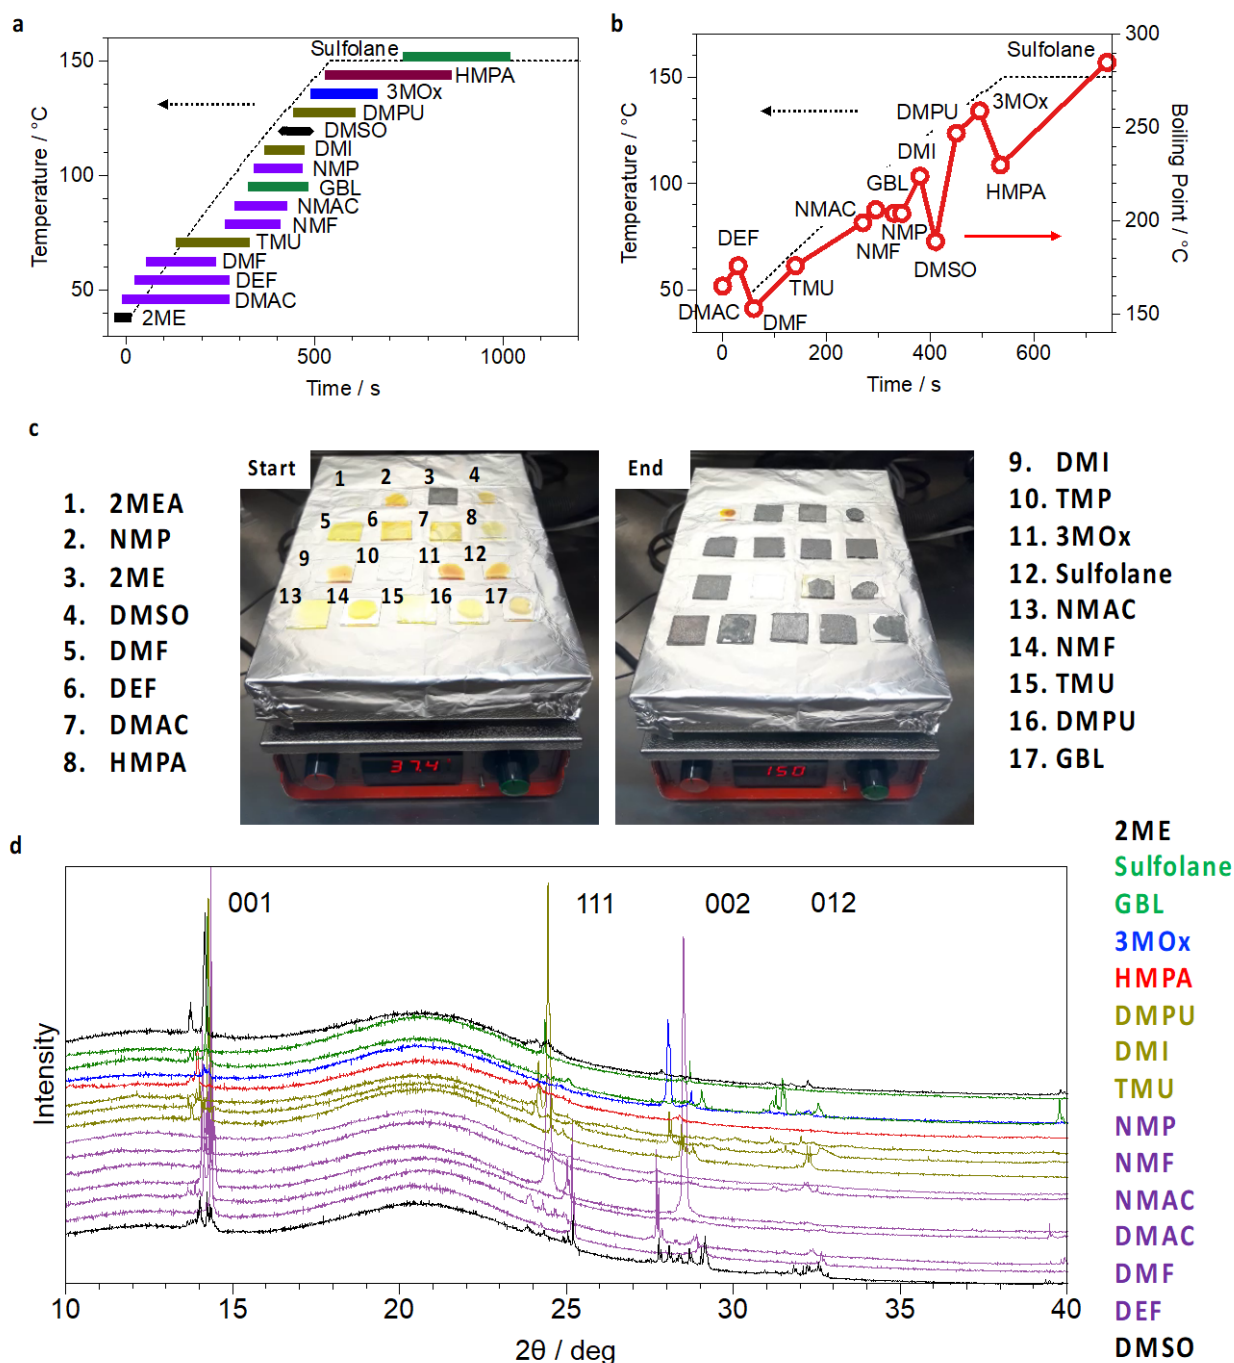 a
Temperature / °C
150
100
50
Sulfolane
HMPA
3MOx
DMPU
DMSO
DMI
NMP
GBL
NMAC
NMF
TMU
DMF
DEF
DMAC
2ME
0
500
1000
Time / s
b
Temperature / °C
150
100
50
300
250
200
150
Boiling Point / °C
Sulfolane
DMPU
3MOx
DMI
HMPA
GBL
NMAC
NMP
NMF
DMSO
DEF
TMU
DMAC
DMF
0
200
400
600
Time / s
c
1. 2MEA
2. NMP
3. 2ME
4. DMSO
5. DMF
6. DEF
7. DMAC
8. HMPA
Start
1 2 3 4
5 6 7 8
9 10 11 12
13 14 15 16 17
37.4
End
150
9. DMI
10. TMP
11. 3MOx
12. Sulfolane
13. NMAC
14. NMF
15. TMU
16. DMPU
17. GBL
d
Intensity
001
111
002
012
10 15 20 25 30 35 40
2θ / deg
2ME
Sulfolane
GBL
3MOx
HMPA
DMPU
DMI
TMU
NMP
NMF
NMAC
DMAC
DMF
DEF
DMSO